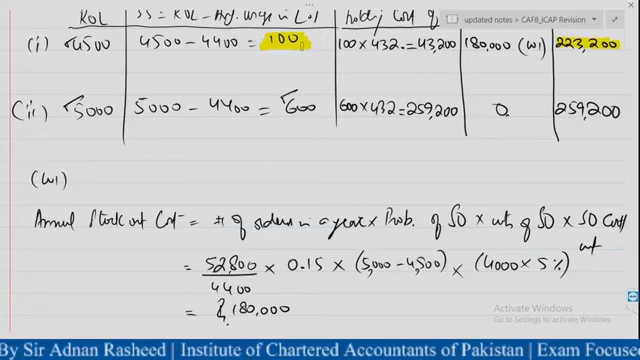 ROL SS = ROL - Avg. usage in L.T Holding Cost of
updated notes > CAF8_ICAP Revision
(i) 4500 4500 - 4400 = 100 100 x 432 = 43,200 180,000 (W1) 223,200
(ii) 5000 5000 - 4400 = 600 600 x 432 = 259,200 0 259,200
(W1)
Annual Stock out Cost = # of orders in a year x Prob. of SO x units of SO x SO Cost/
unit
= 52,800 x 0.15 x (5,000 - 4,500) x (4000 x 5%)
4400
= 180,000
Activate Windows
Go to Settings to activate Windows.
By Sir Adnan Rasheed | Institute of Chartered Accountants of Pakistan | Exam Focused